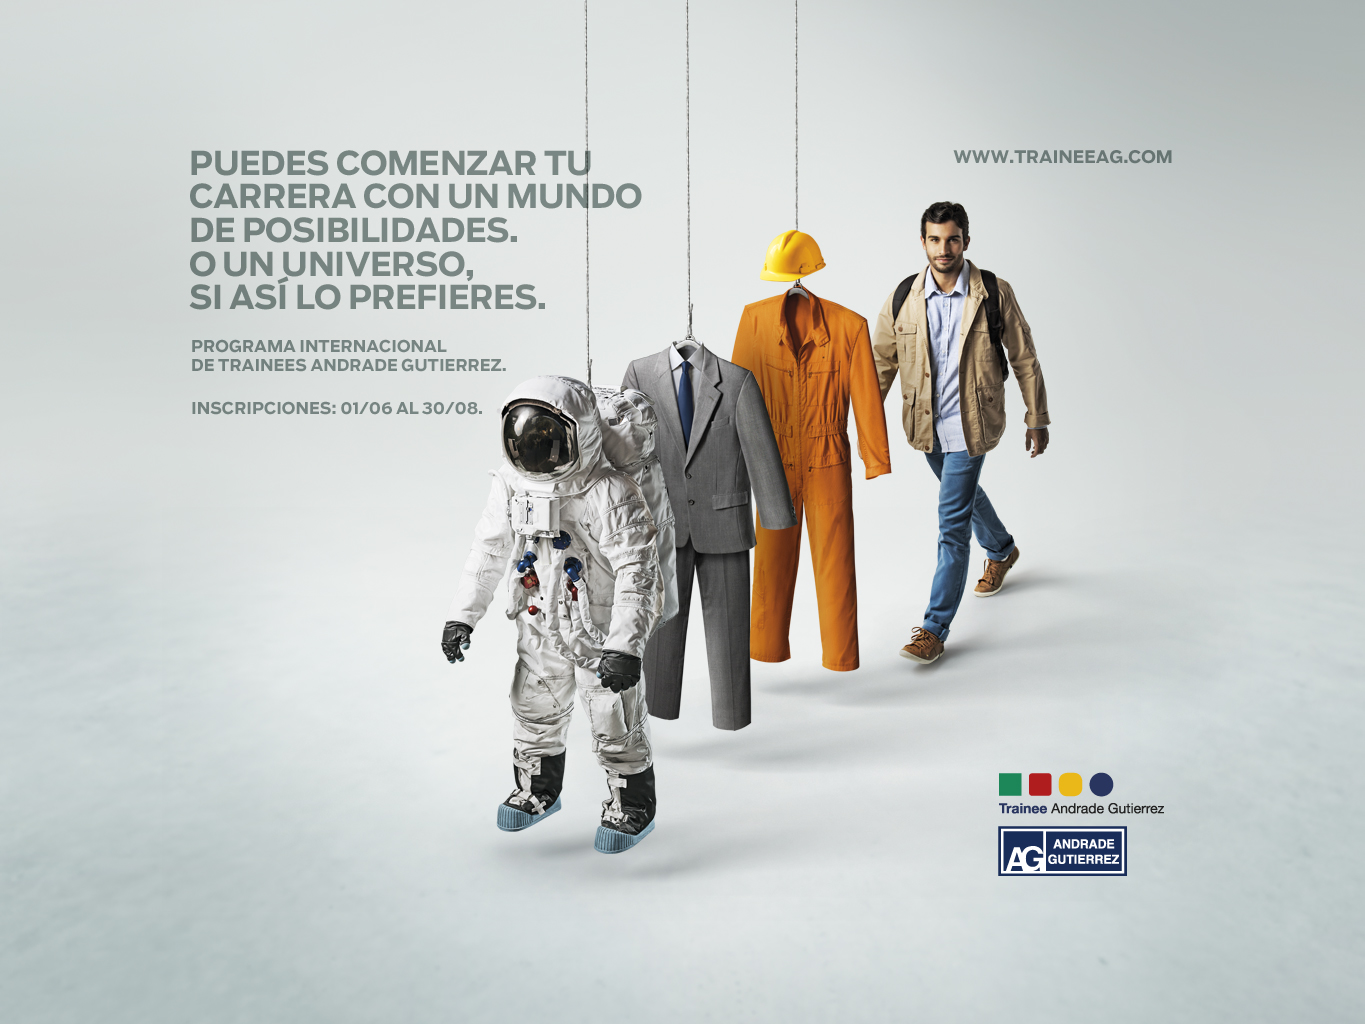 PUEDES COMENZAR TU
CARRERA CON UN MUNDO
DE POSIBILIDADES.
O UN UNIVERSO,
SI ASÍ LO PREFIERES.
PROGRAMA INTERNACIONAL
DE TRAINEES ANDRADE GUTIERREZ.
INSCRIPCIONES: 01/06 AL 30/08.
WWW.TRAINEEAG.COM
Trainee Andrade Gutierrez
AG ANDRADE
GUTIERREZ